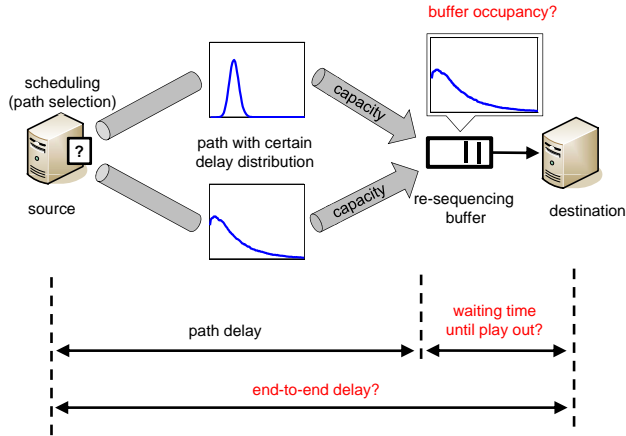 buffer occupancy?
scheduling
(path selection)
?
source
path with certain
delay distribution
capacity
capacity
re-sequencing
buffer
destination
path delay
waiting time
until play out?
end-to-end delay?